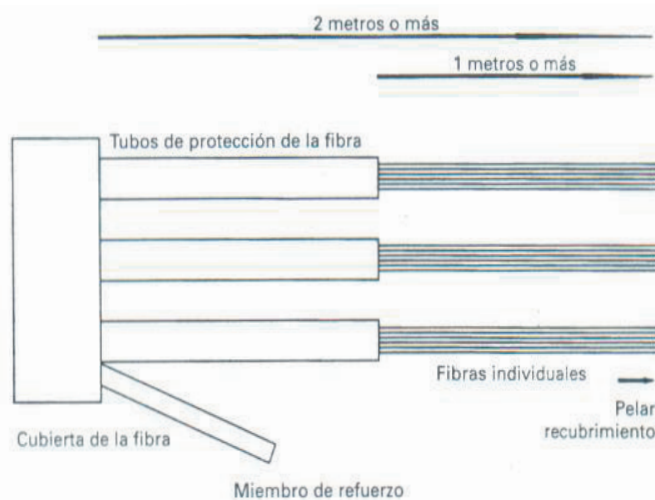 2 metros o más
1 metros o más
Tubos de protección de la fibra
Fibras individuales
Pelar
recubrimiento
Cubierta de la fibra
Miembro de refuerzo